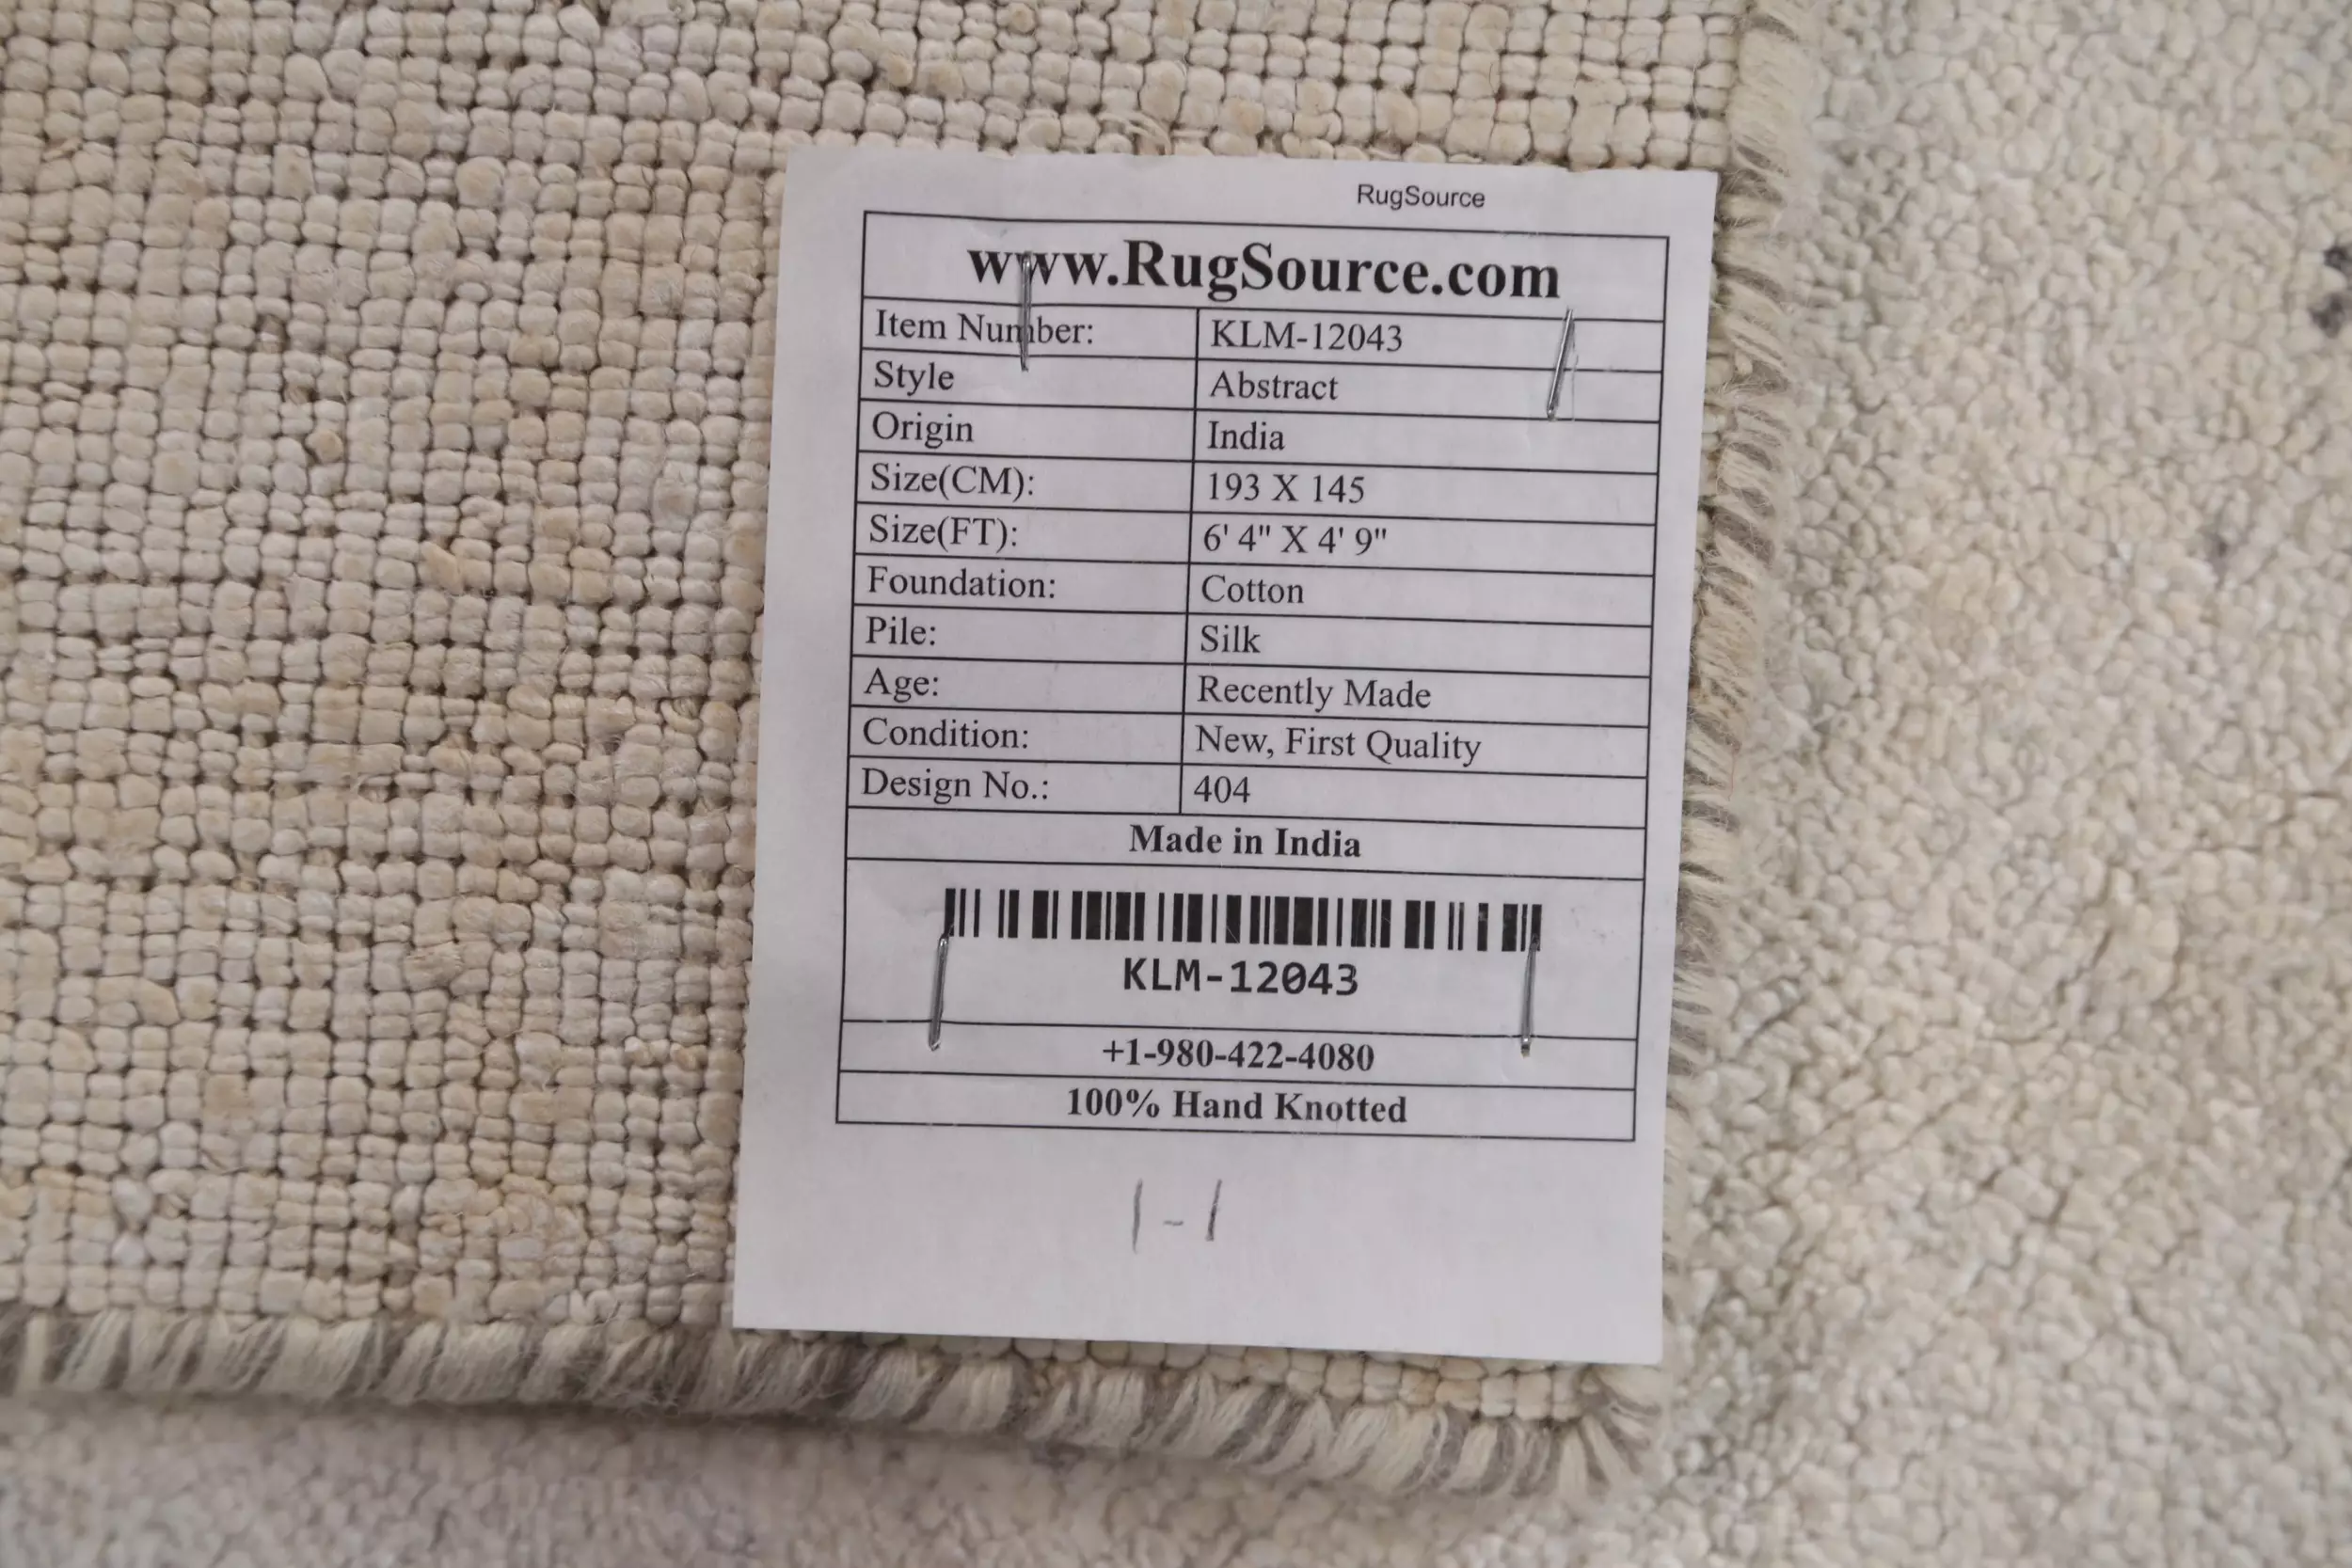 RugSource
www.RugSource.com
Item Number: KLM-12043
Style Abstract
Origin India
Size(CM): 193 X 145
Size(FT): 6' 4" X 4' 9"
Foundation: Cotton
Pile: Silk
Age: Recently Made
Condition: New, First Quality
Design No.: 404
Made in India
KLM-12043
+1-980-422-4080
100% Hand Knotted
1-1